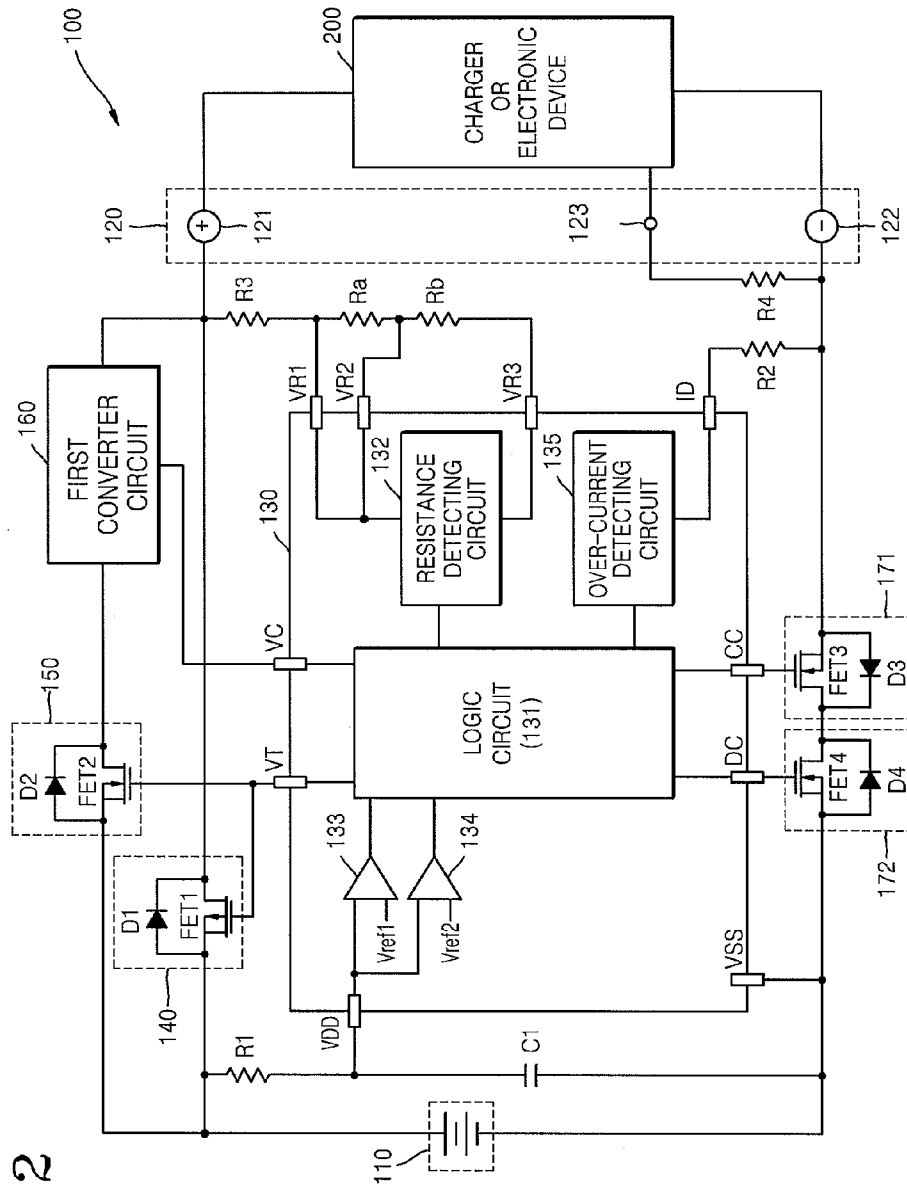 2
100
160
FIRST
CONVERTER
CIRCUIT
120
+
121
200
CHARGER
OR
ELECTRONIC
DEVICE
123
-
122
150
D2
FET2
140
D1
FET1
R3
Ra
Rb
R4
R2
VT
VC
130
VR1
VR2
VR3
ID
132
RESISTANCE
DETECTING
CIRCUIT
135
OVER-CURRENT
DETECTING
CIRCUIT
LOGIC
CIRCUIT
(131)
133
134
Vref1
Vref2
VDD
VSS
DC
CC
R1
C1
110
171
FET3
D3
172
FET4
D4